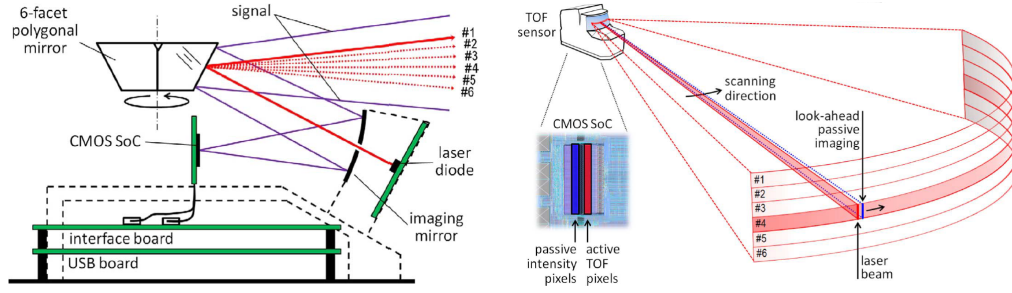 6-facet
polygonal
mirror
signal
#1
#2
#3
#4
#5
#6
CMOS SoC
laser
diode
imaging
mirror
interface board
USB board
TOF
sensor
scanning
direction
look-ahead
passive
imaging
CMOS SoC
#1
#2
#3
#4
#5
#6
passive
intensity
pixels
active
TOF
pixels
laser
beam